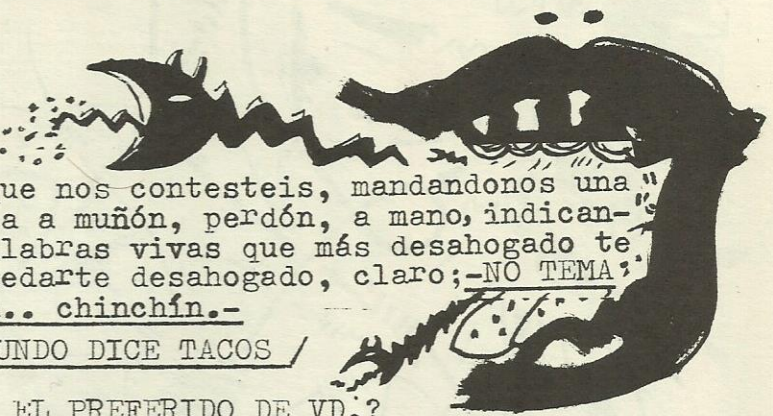 ue nos contesteis, mandandonos una
a a muñón, perdón, a mano, indican-
labras vivas que más desahogado te
edarte desahogado, claro;-NO TEMA
.. chinchín.-
UNDO DICE TACOS /
EL PREFERIDO DE VD.?